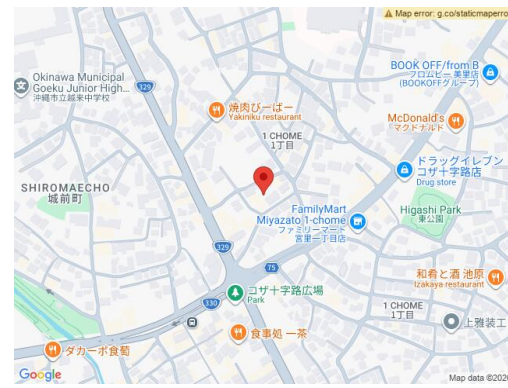 Map error: g.co/staticmaperro
BOOK OFF/from B
フロムビー 美里店
(BOOKOFFグループ)
Okinawa Municipal
Goeku Junior High...
沖縄市立越来中学校
329
焼肉びーばー
Yakiniku restaurant
McDonald's
マクドナルド
1 CHOME
1丁目
ドラッグイレブン
コザ十字路店
Drug store
SHIROMAECHO
城前町
FamilyMart
Miyazato 1-chome
ファミリーマート
宮里一丁目店
Higashi Park
東公園
329
75
和肴と酒 池原
Izakaya restaurant
コザ十字路広場
Park
330
1 CHOME
1丁目
上雅装工
食事処 一茶
ダカーポ食蔔
Google
Map data ©2026